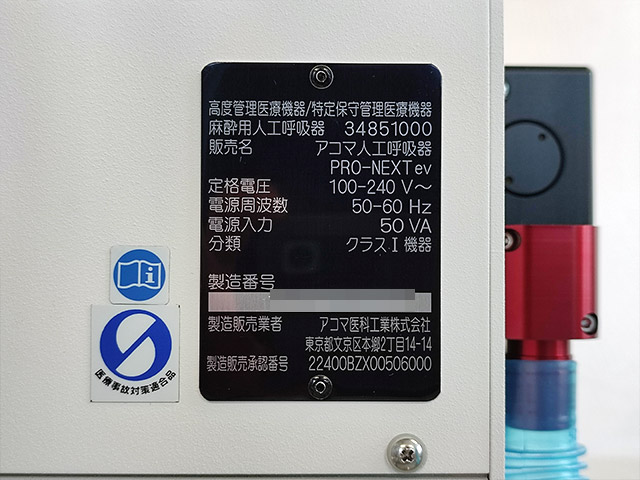 高度管理医療機器/特定保守管理医療機器
麻酔用人工呼吸器 34851000
販売名 アコマ人工呼吸器
PRO-NEXTev
定格電圧 100-240 V～
電源周波数 50-60 Hz
電源入力 50 VA
分類 クラスⅠ機器
製造番号
製造販売業者 アコマ医科工業株式会社
東京都文京区本郷2丁目14-14
製造販売承認番号 22400BZX00506000
医療事故対策適合品